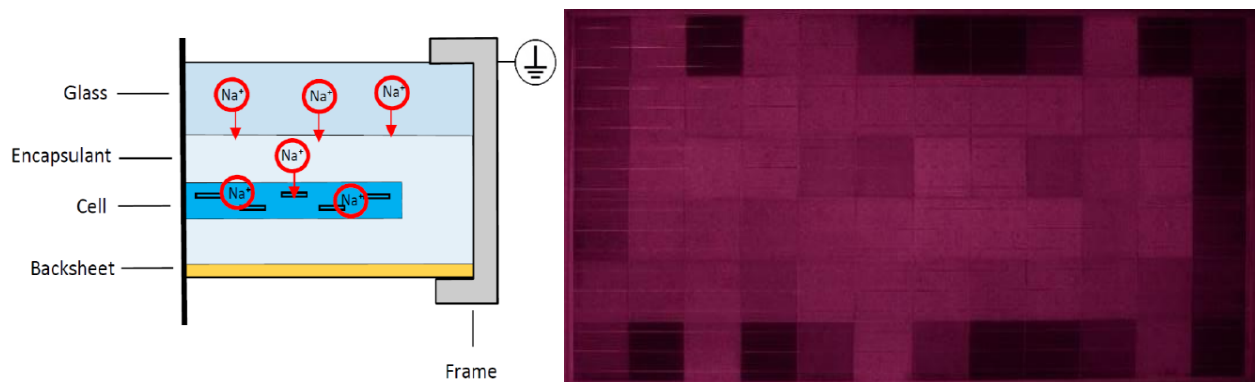 Glass
Na⁺ Na⁺ Na⁺
Encapsulant
Na⁺
Cell
Na⁺ Na⁺
Backsheet
Frame